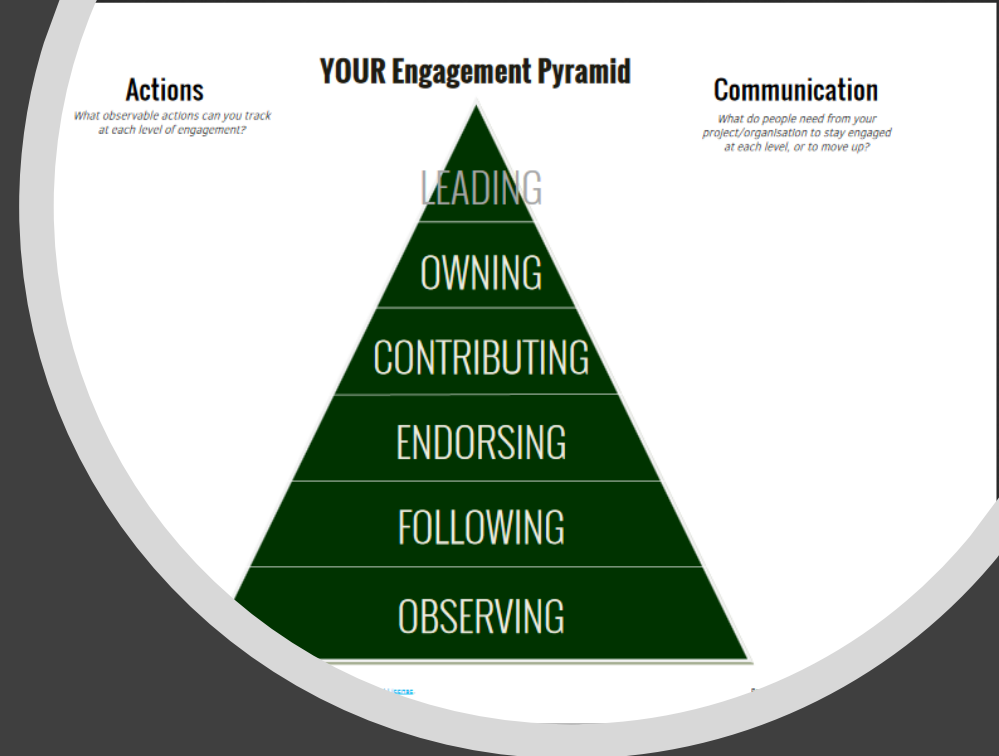 YOUR Engagement Pyramid
Actions
What observable actions can you track
at each level of engagement?
Communication
What do people need from your
project/organisation to stay engaged
at each level, or to move up?
LEADING
OWNING
CONTRIBUTING
ENDORSING
FOLLOWING
OBSERVING